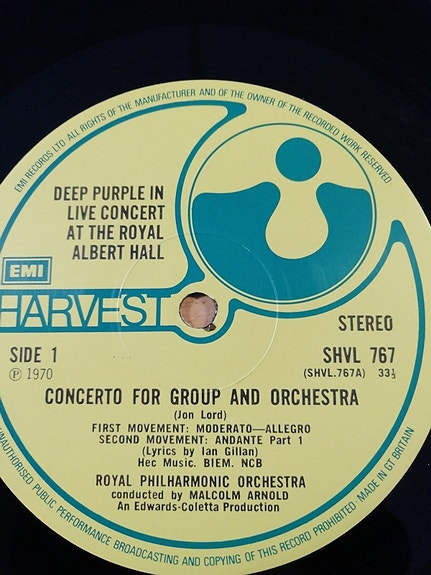 EMI RECORDS LTD ALL RIGHTS OF THE MANUFACTURER AND OF THE OWNER OF THE RECORDED WORK RESERVED
DEEP PURPLE IN
LIVE CONCERT
AT THE ROYAL
ALBERT HALL
EMI
HARVEST
STEREO
SIDE 1
SHVL 767
℗ 1970
(SHVL.767A) 33⅓
CONCERTO FOR GROUP AND ORCHESTRA
(Jon Lord)
FIRST MOVEMENT: MODERATO—ALLEGRO
SECOND MOVEMENT: ANDANTE Part 1
(Lyrics by Ian Gillan)
Hec Music. BIEM. NCB
ROYAL PHILHARMONIC ORCHESTRA
conducted by MALCOLM ARNOLD
An Edwards-Coletta Production
UNAUTHORISED PUBLIC PERFORMANCE BROADCASTING AND COPYING OF THIS RECORD PROHIBITED · MADE IN GT BRITAIN